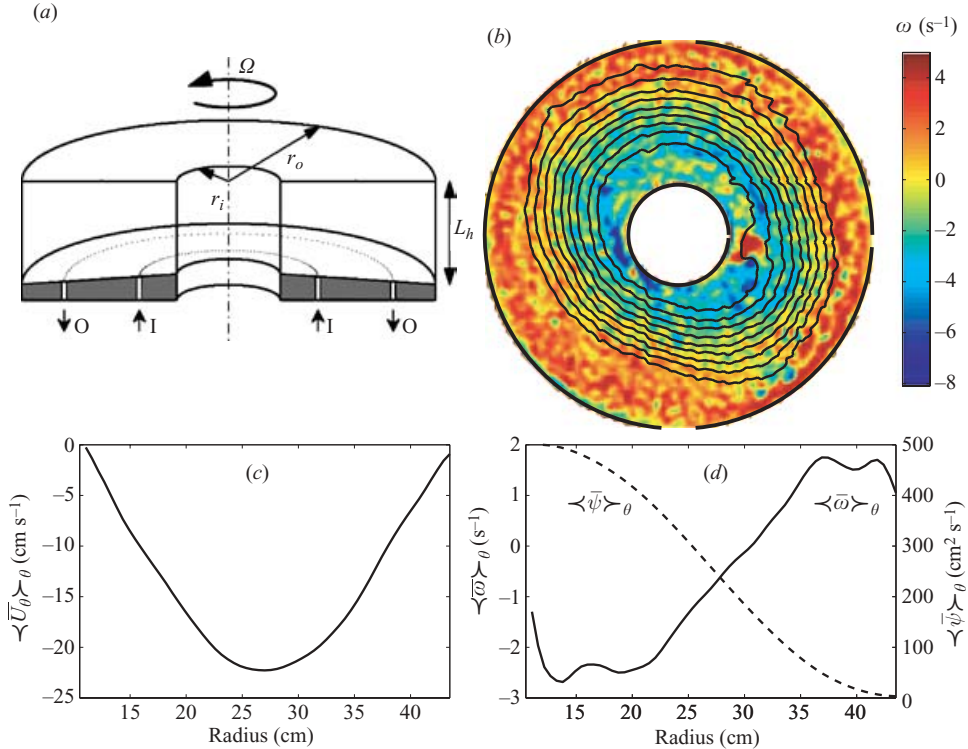 (a)
Ω
r_o
r_i
L_h
O
I
I
O
(b)
ω (s⁻¹)
4
2
0
−2
−4
−6
−8
(c)
≺U̅_θ≻_θ (cm s⁻¹)
0
−5
−10
−15
−20
−25
15 20 25 30 35 40
Radius (cm)
(d)
≺ω̅≻_θ (s⁻¹)
2
1
0
−1
−2
−3
≺ψ̅≻_θ
≺ω̅≻_θ
500
400
300
200
100
0
≺ψ̅≻_θ (cm² s⁻¹)
15 20 25 30 35 40
Radius (cm)